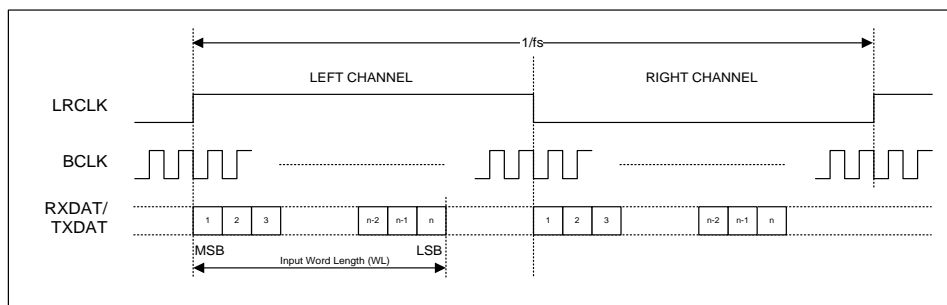 1/fs
LEFT CHANNEL RIGHT CHANNEL
LRCLK
BCLK
RXDAT/
TXDAT
1 2 3 n-2 n-1 n 1 2 3 n-2 n-1 n
MSB LSB
Input Word Length (WL)